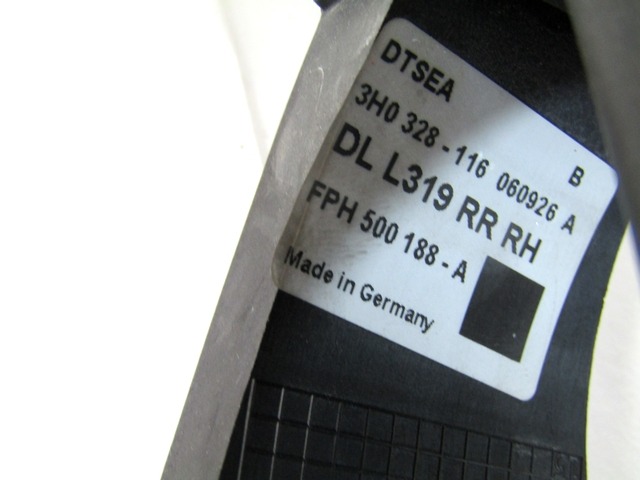 DTSEA
B
3H0 328-116 060926 A
DL L319 RR RH
FPH 500 188-A
Made in Germany